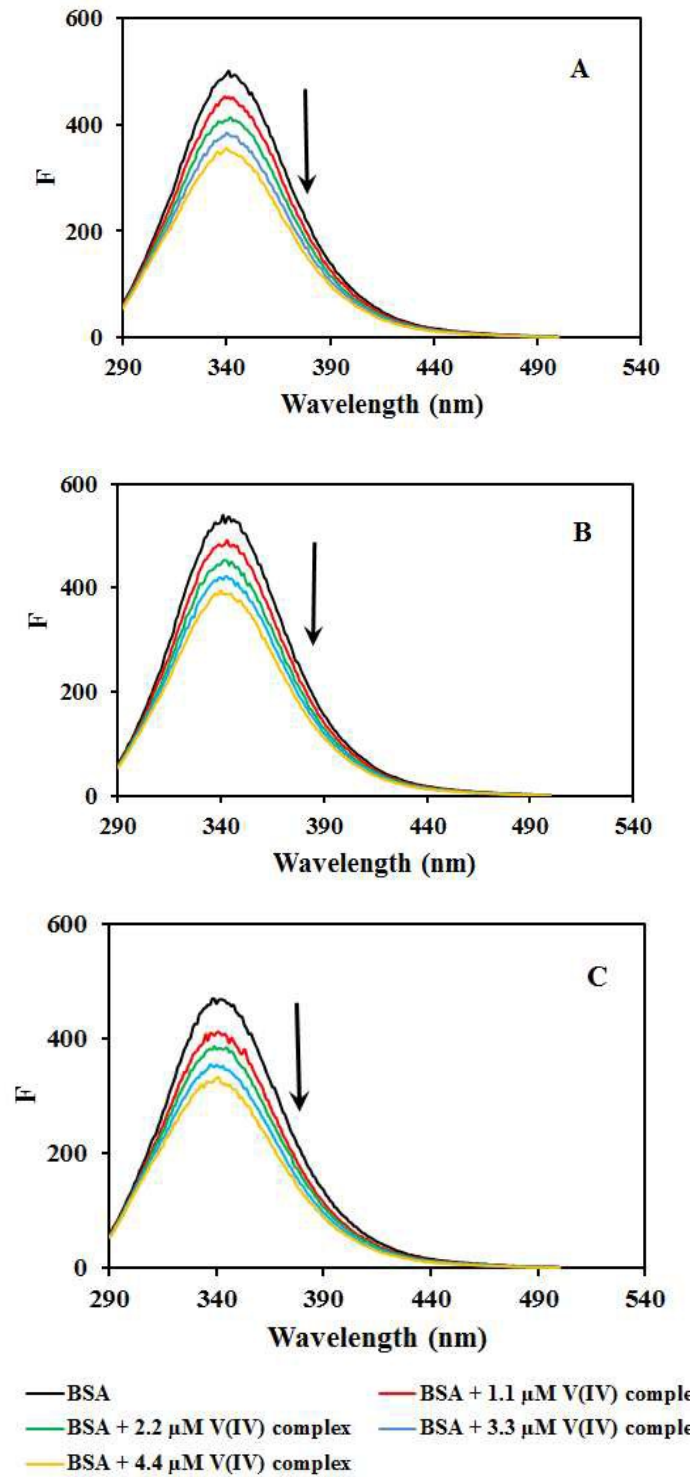 600
A
400
F
200
0
290 340 390 440 490 540
Wavelength (nm)
600
B
400
F
200
0
290 340 390 440 490 540
Wavelength (nm)
600
C
400
F
200
0
290 340 390 440 490 540
Wavelength (nm)
BSA BSA + 1.1 µM V(IV) comple
BSA + 2.2 µM V(IV) complex BSA + 3.3 µM V(IV) comple
BSA + 4.4 µM V(IV) complex